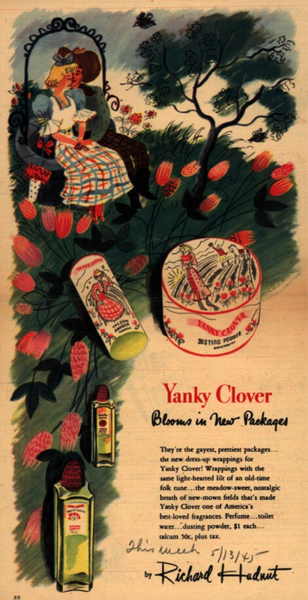 YANKY CLOVER
DUSTING POWDER
Yanky Clover
Blooms in New Packages
They're the gayest, prettiest packages...
the new dress-up wrappings for
Yanky Clover! Wrappings with the
same light-hearted lilt of an old-time
folk tune...the meadow-sweet, nostalgic
breath of new-mown fields that's made
Yanky Clover one of America's
best-loved fragrances. Perfume...toilet
water...dusting powder, $1 each...
talcum 50c, plus tax.
This week 5/13/45
by Richard Hudnut
22